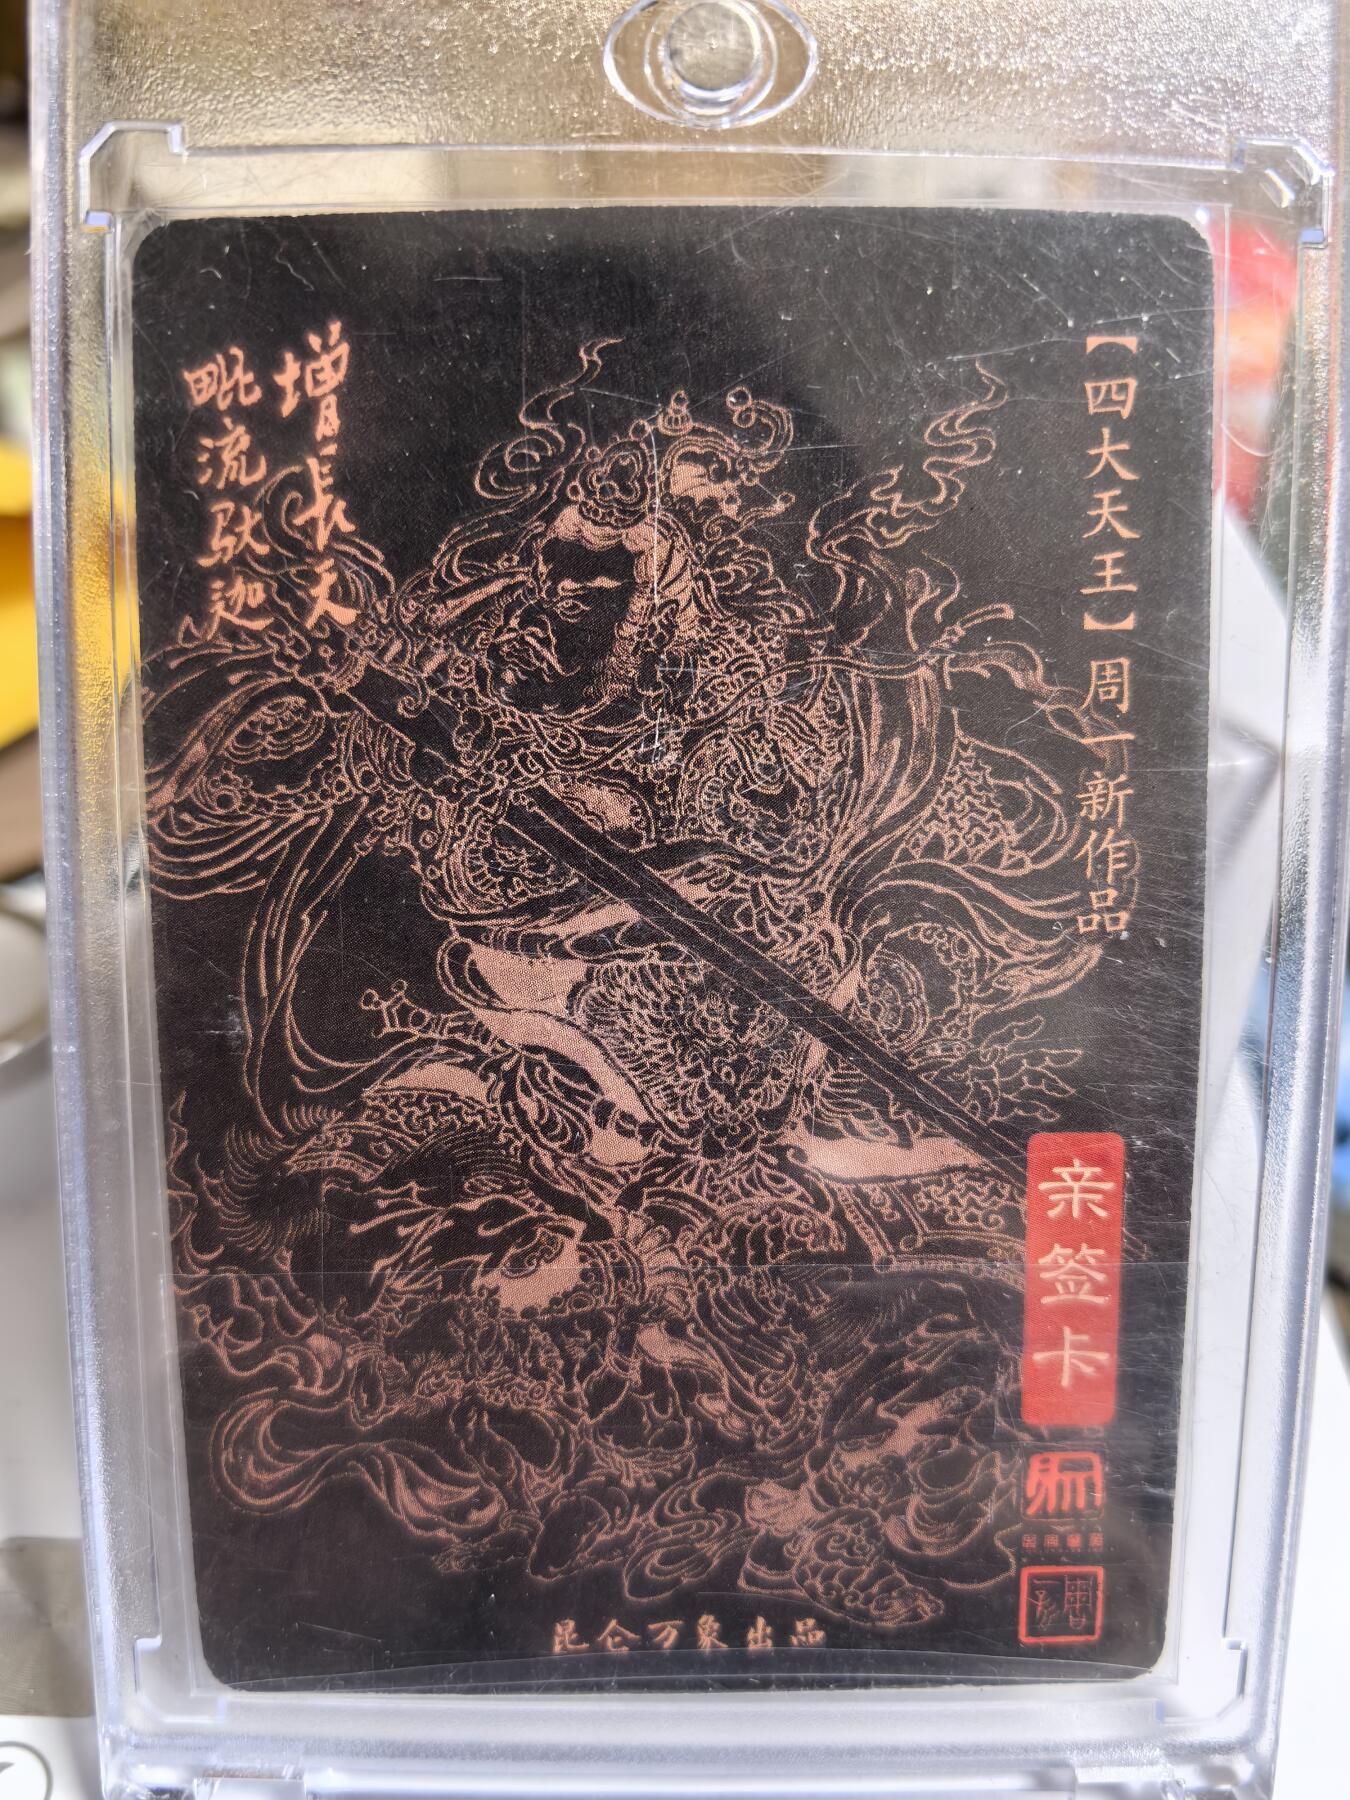 【四大天王】周一新作品
增長天
毗流驮迦
亲签卡
昆仑万象出品